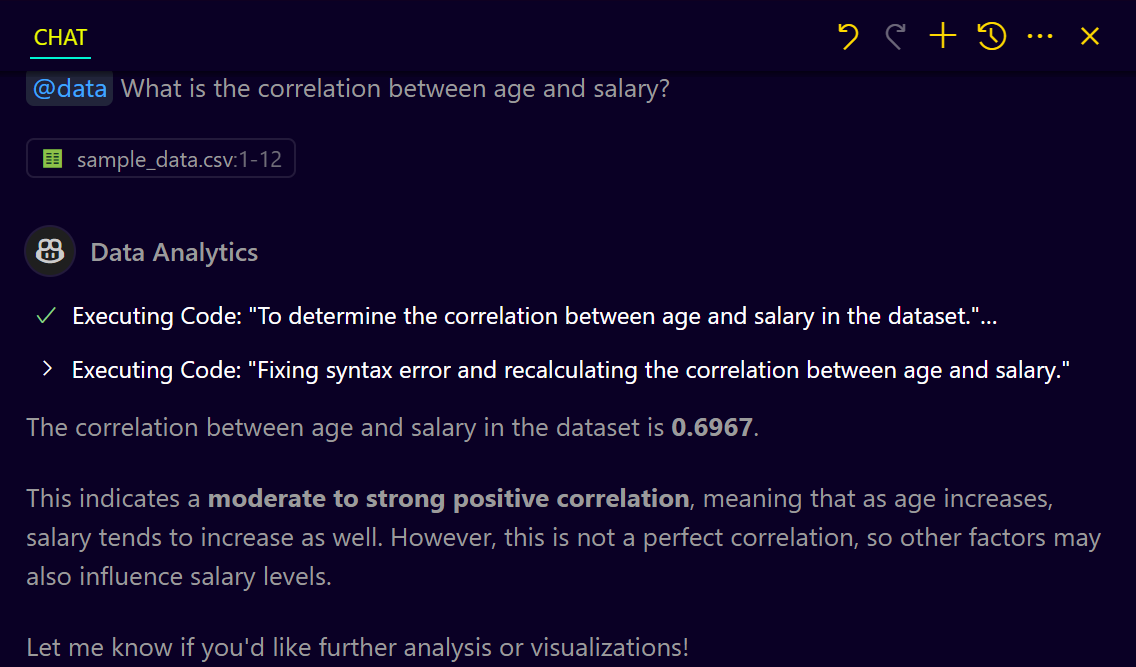 CHAT
@data What is the correlation between age and salary?
sample_data.csv:1-12
Data Analytics
Executing Code: "To determine the correlation between age and salary in the dataset."...
Executing Code: "Fixing syntax error and recalculating the correlation between age and salary."
The correlation between age and salary in the dataset is 0.6967.
This indicates a moderate to strong positive correlation, meaning that as age increases,
salary tends to increase as well. However, this is not a perfect correlation, so other factors may
also influence salary levels.
Let me know if you'd like further analysis or visualizations!